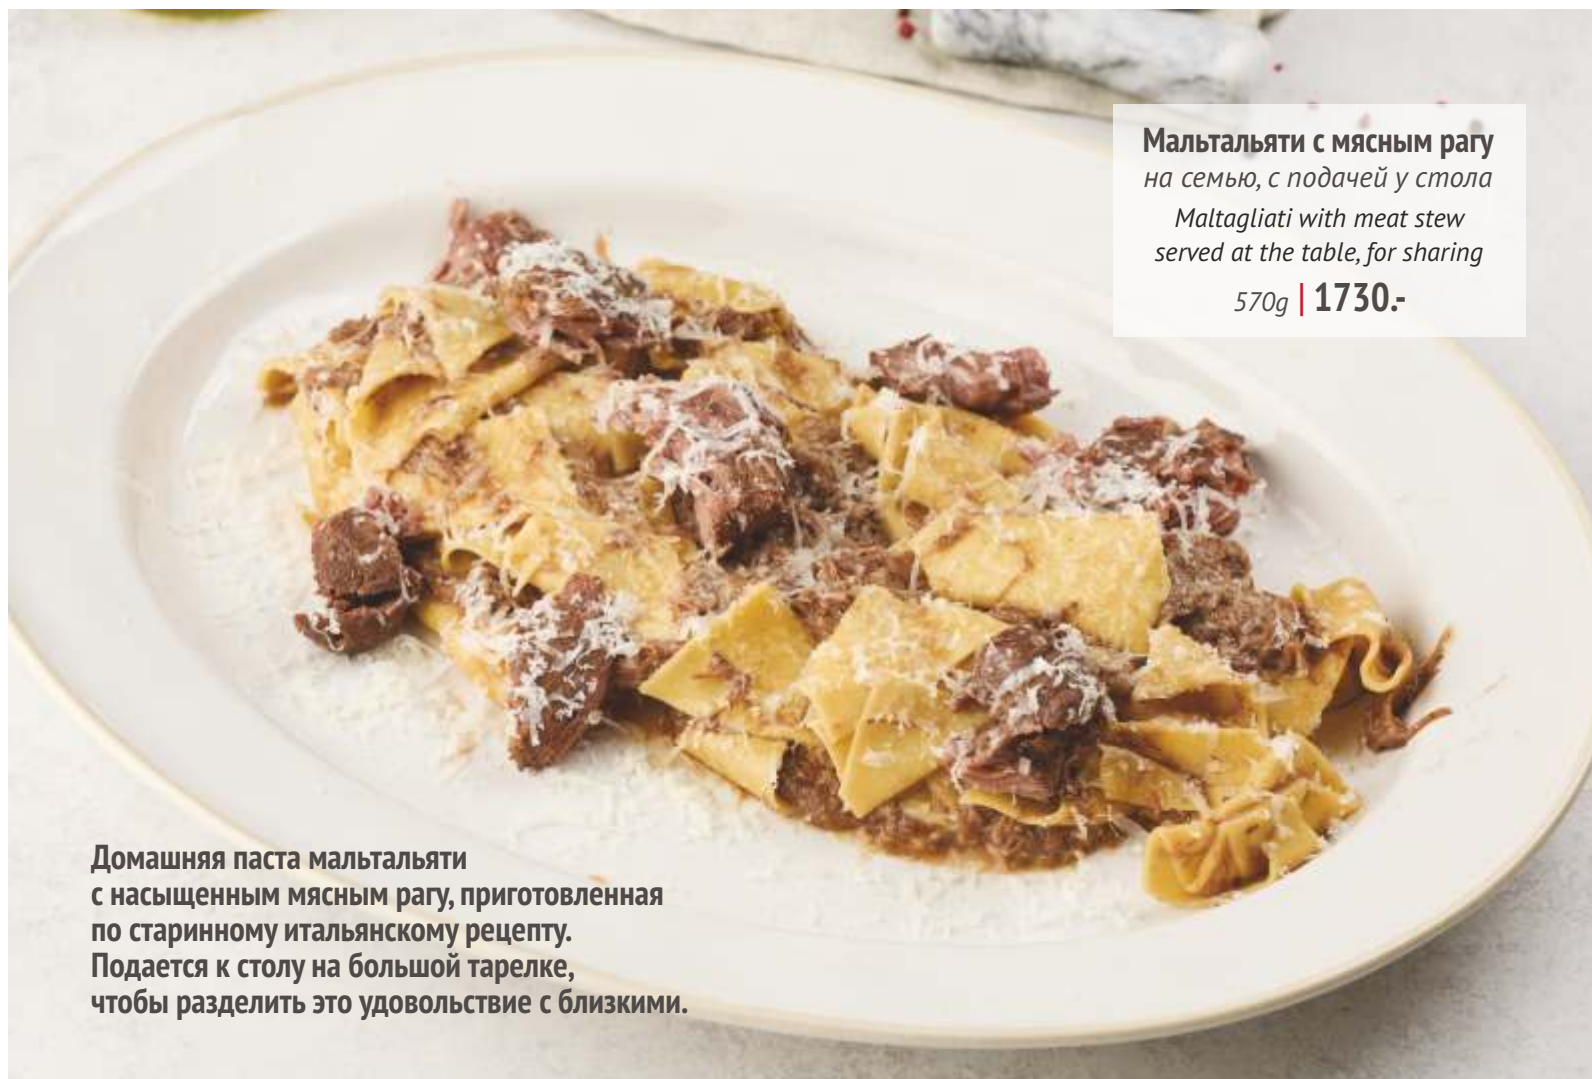 Мальтальяти с мясным рагу
на семью, с подачей у стола
Maltagliati with meat stew
served at the table, for sharing
570g | 1730.-
Домашняя паста мальтальяти
с насыщенным мясным рагу, приготовленная
по старинному итальянскому рецепту.
Подается к столу на большой тарелке,
чтобы разделить это удовольствие с близкими.